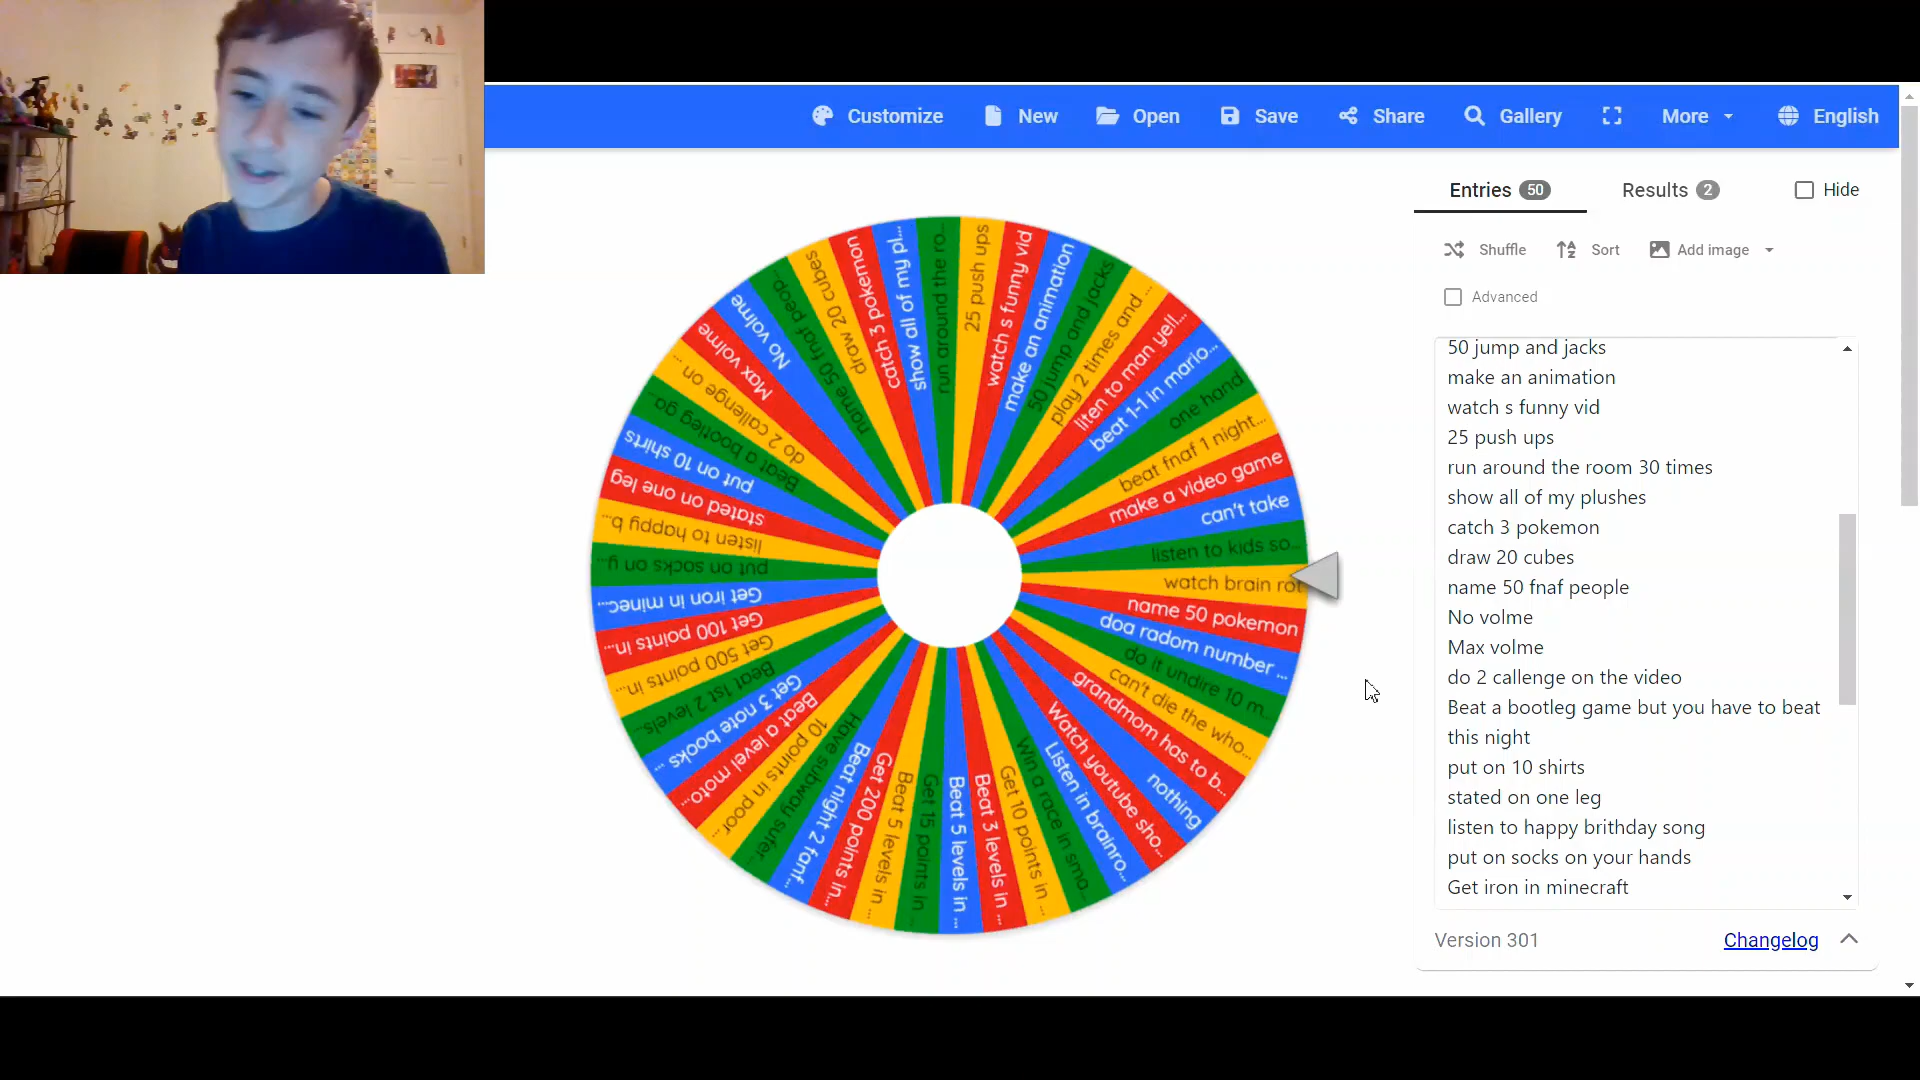 Customize New Open Save Share Gallery More English
Entries 50 Results 2 Hide
Shuffle Sort Add image
Advanced
50 jump and jacks
make an animation
watch s funny vid
25 push ups
run around the room 30 times
show all of my plushes
catch 3 pokemon
draw 20 cubes
name 50 fnaf people
No volme
Max volme
do 2 callenge on the video
Beat a bootleg game but you have to beat
this night
put on 10 shirts
stated on one leg
listen to happy brithday song
put on socks on your hands
Get iron in minecraft
Version 301 Changelog
run around the ro...
25 push ups
watch s funny vid
make an animation
50 jump and jacks
play 2 times and ...
liten to man yell...
beat 1-1 in mario...
one hand
beat fnaf 1 night...
make a video game
can't take
listen to kids so...
watch brain rot
name 50 pokemon
doa radom number ...
do it undire 10 m...
can't die the who...
grandmom has to b...
nothing
Watch youtube sho...
Listen in brainro...
Win a race in sma...
Get 10 points in ...
Beat 3 levels in ...
Beat 5 levels in ...
Get 15 points in ...
Beat 5 levels in ...
Get 200 points in...
Beat night 2 fanf...
Have subway sufer...
10 points in poof...
Beat a level moto...
Get 3 note books ...
Beat 1st 2 levels...
Get 500 points in...
Get 100 points in...
Get iron in minec...
put on socks on y...
listen to happy b...
stated on one leg
put on 10 shirts
Beat a bootleg ga...
do 2 callenge on ...
Max volme
No volme
name 50 fnaf peop...
draw 20 cubes
catch 3 pokemon
show all of my pl...